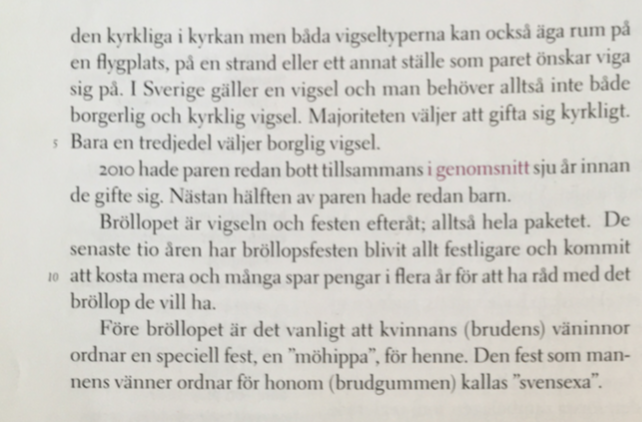 den kyrkliga i kyrkan men båda vigseltyperna kan också äga rum på
en flygplats, på en strand eller ett annat ställe som paret önskar viga
sig på. I Sverige gäller en vigsel och man behöver alltså inte både
borgerlig och kyrklig vigsel. Majoriteten väljer att gifta sig kyrkligt.
5 Bara en tredjedel väljer borglig vigsel.
2010 hade paren redan bott tillsammans i genomsnitt sju år innan
de gifte sig. Nästan hälften av paren hade redan barn.
Bröllopet är vigseln och festen efteråt; alltså hela paketet. De
senaste tio åren har bröllopsfesten blivit allt festligare och kommit
10 att kosta mera och många spar pengar i flera år för att ha råd med det
bröllop de vill ha.
Före bröllopet är det vanligt att kvinnans (brudens) väninnor
ordnar en speciell fest, en ”möhippa”, för henne. Den fest som man-
nens vänner ordnar för honom (brudgummen) kallas ”svensexa”.